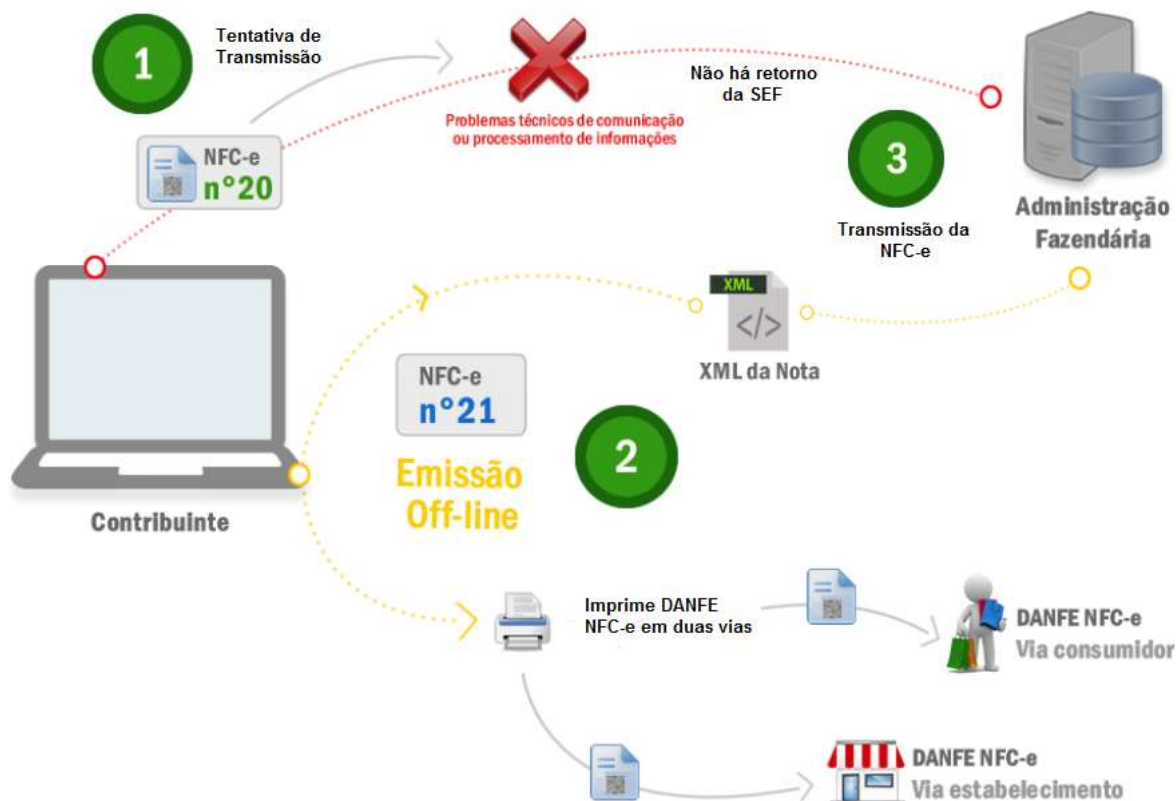 1
Tentativa de
Transmissão
NFC-e
n°20
Problemas técnicos de comunicação
ou processamento de informações
Não há retorno
da SEF
3
Transmissão da
NFC-e
Administração
Fazendária
Contribuinte
NFC-e
n°21
Emissão
Off-line
2
XML
</>
XML da Nota
Imprime DANFE
NFC-e em duas vias
DANFE NFC-e
Via consumidor
DANFE NFC-e
Via estabelecimento